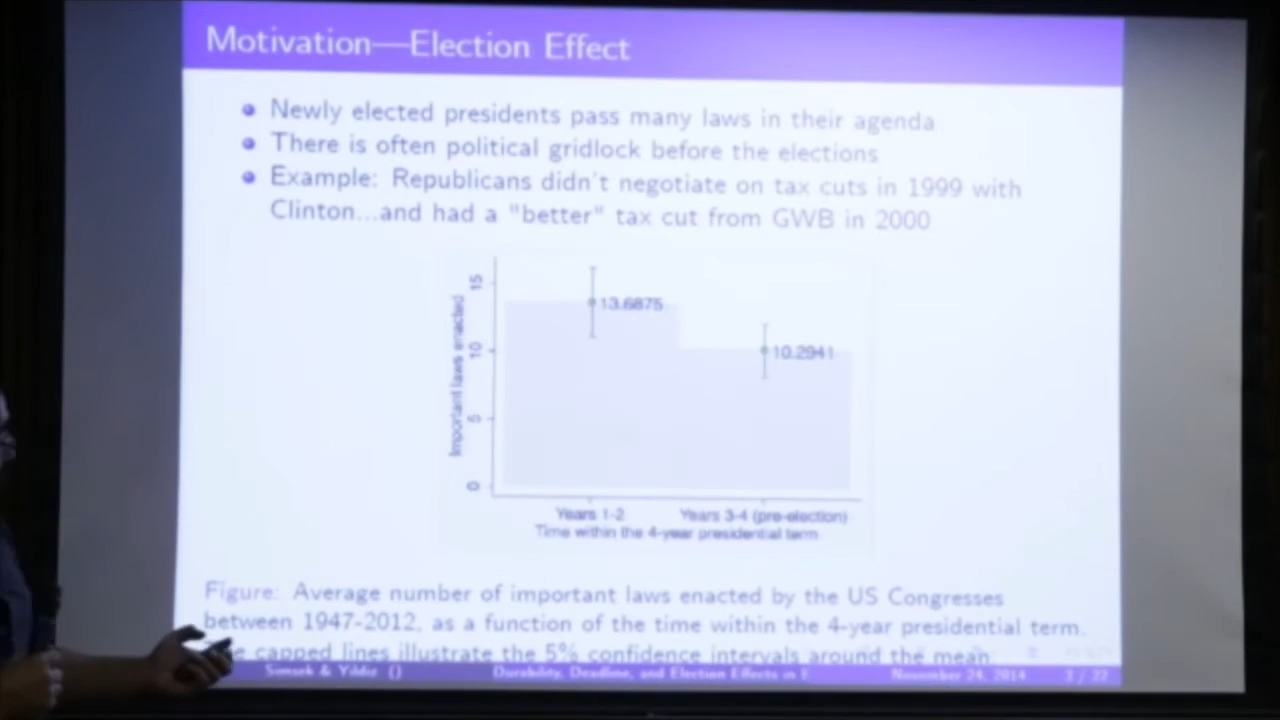 Motivation—Election Effect
Newly elected presidents pass many laws in their agenda
There is often political gridlock before the elections
Example: Republicans didn't negotiate on tax cuts in 1999 with
Clinton...and had a "better" tax cut from GWB in 2000
15
13.6875
10
10.2941
5
0
Important laws enacted
Years 1-2
Years 3-4 (pre-election)
Time within the 4-year presidential term
Figure: Average number of important laws enacted by the US Congresses
between 1947-2012, as a function of the time within the 4-year presidential term.
capped lines illustrate the 5% confidence intervals around the mean
Simsek & Yildiz ()
Durability, Deadline, and Election Effects in
November 24, 2014
/ 22